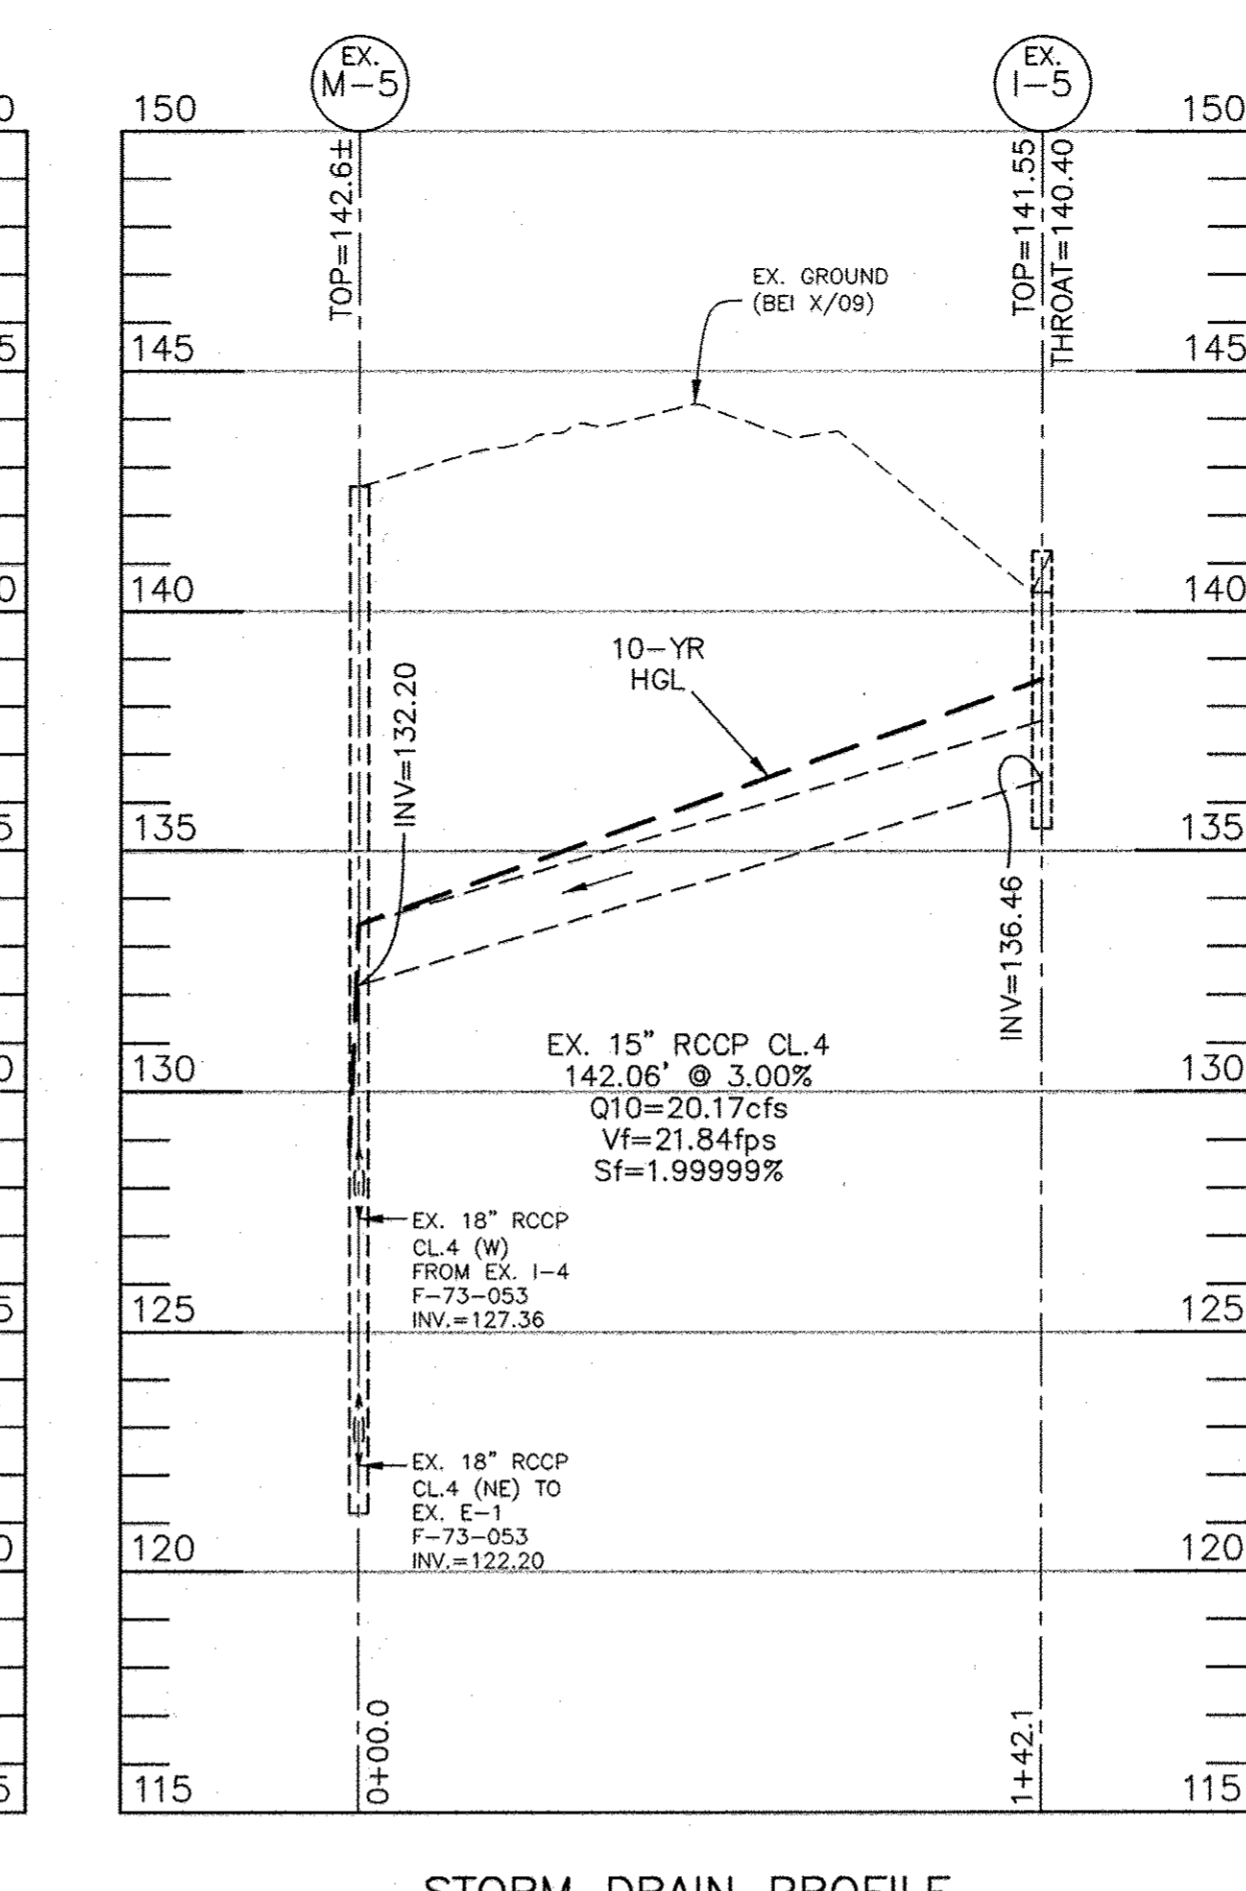 EX.
M-5
EX.
I-5
150
150
TOP=142.6±
TOP=141.55
THROAT=140.40
EX. GROUND
(BEI X/09)
145
145
140
140
10-YR
HGL
INV=132.20
135
135
INV=136.46
EX. 15" RCCP CL.4
142.06' @ 3.00%
Q10=20.17cfs
Vf=21.84fps
Sf=1.99999%
130
130
EX. 18" RCCP
CL.4 (W)
FROM EX. I-4
F-73-053
INV.=127.36
125
125
EX. 18" RCCP
CL.4 (NE) TO
EX. E-1
F-73-053
INV.=122.20
120
120
0+00.0
1+42.1
115
115
STORM DRAIN PROFILE